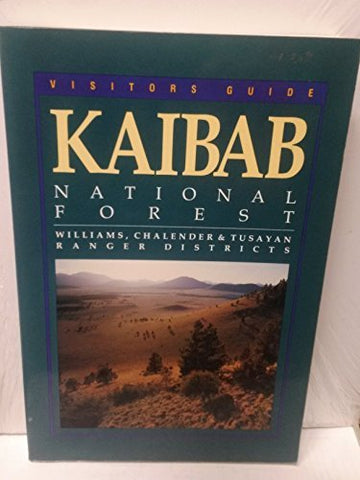 VISITORS GUIDE
KAIBAB
NATIONAL
FOREST
WILLIAMS, CHALENDER & TUSAYAN
RANGER DISTRICTS